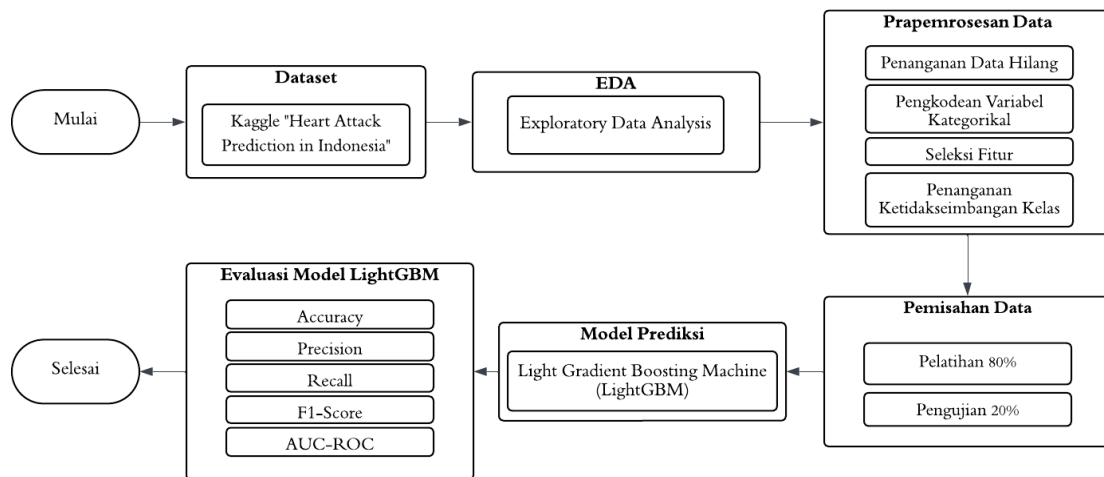 Mulai
Dataset
Kaggle "Heart Attack
Prediction in Indonesia"
EDA
Exploratory Data Analysis
Prapemrosesan Data
Penanganan Data Hilang
Pengkodean Variabel
Kategorikal
Seleksi Fitur
Penanganan
Ketidakseimbangan Kelas
Pemisahan Data
Pelatihan 80%
Pengujian 20%
Model Prediksi
Light Gradient Boosting Machine
(LightGBM)
Evaluasi Model LightGBM
Accuracy
Precision
Recall
F1-Score
AUC-ROC
Selesai